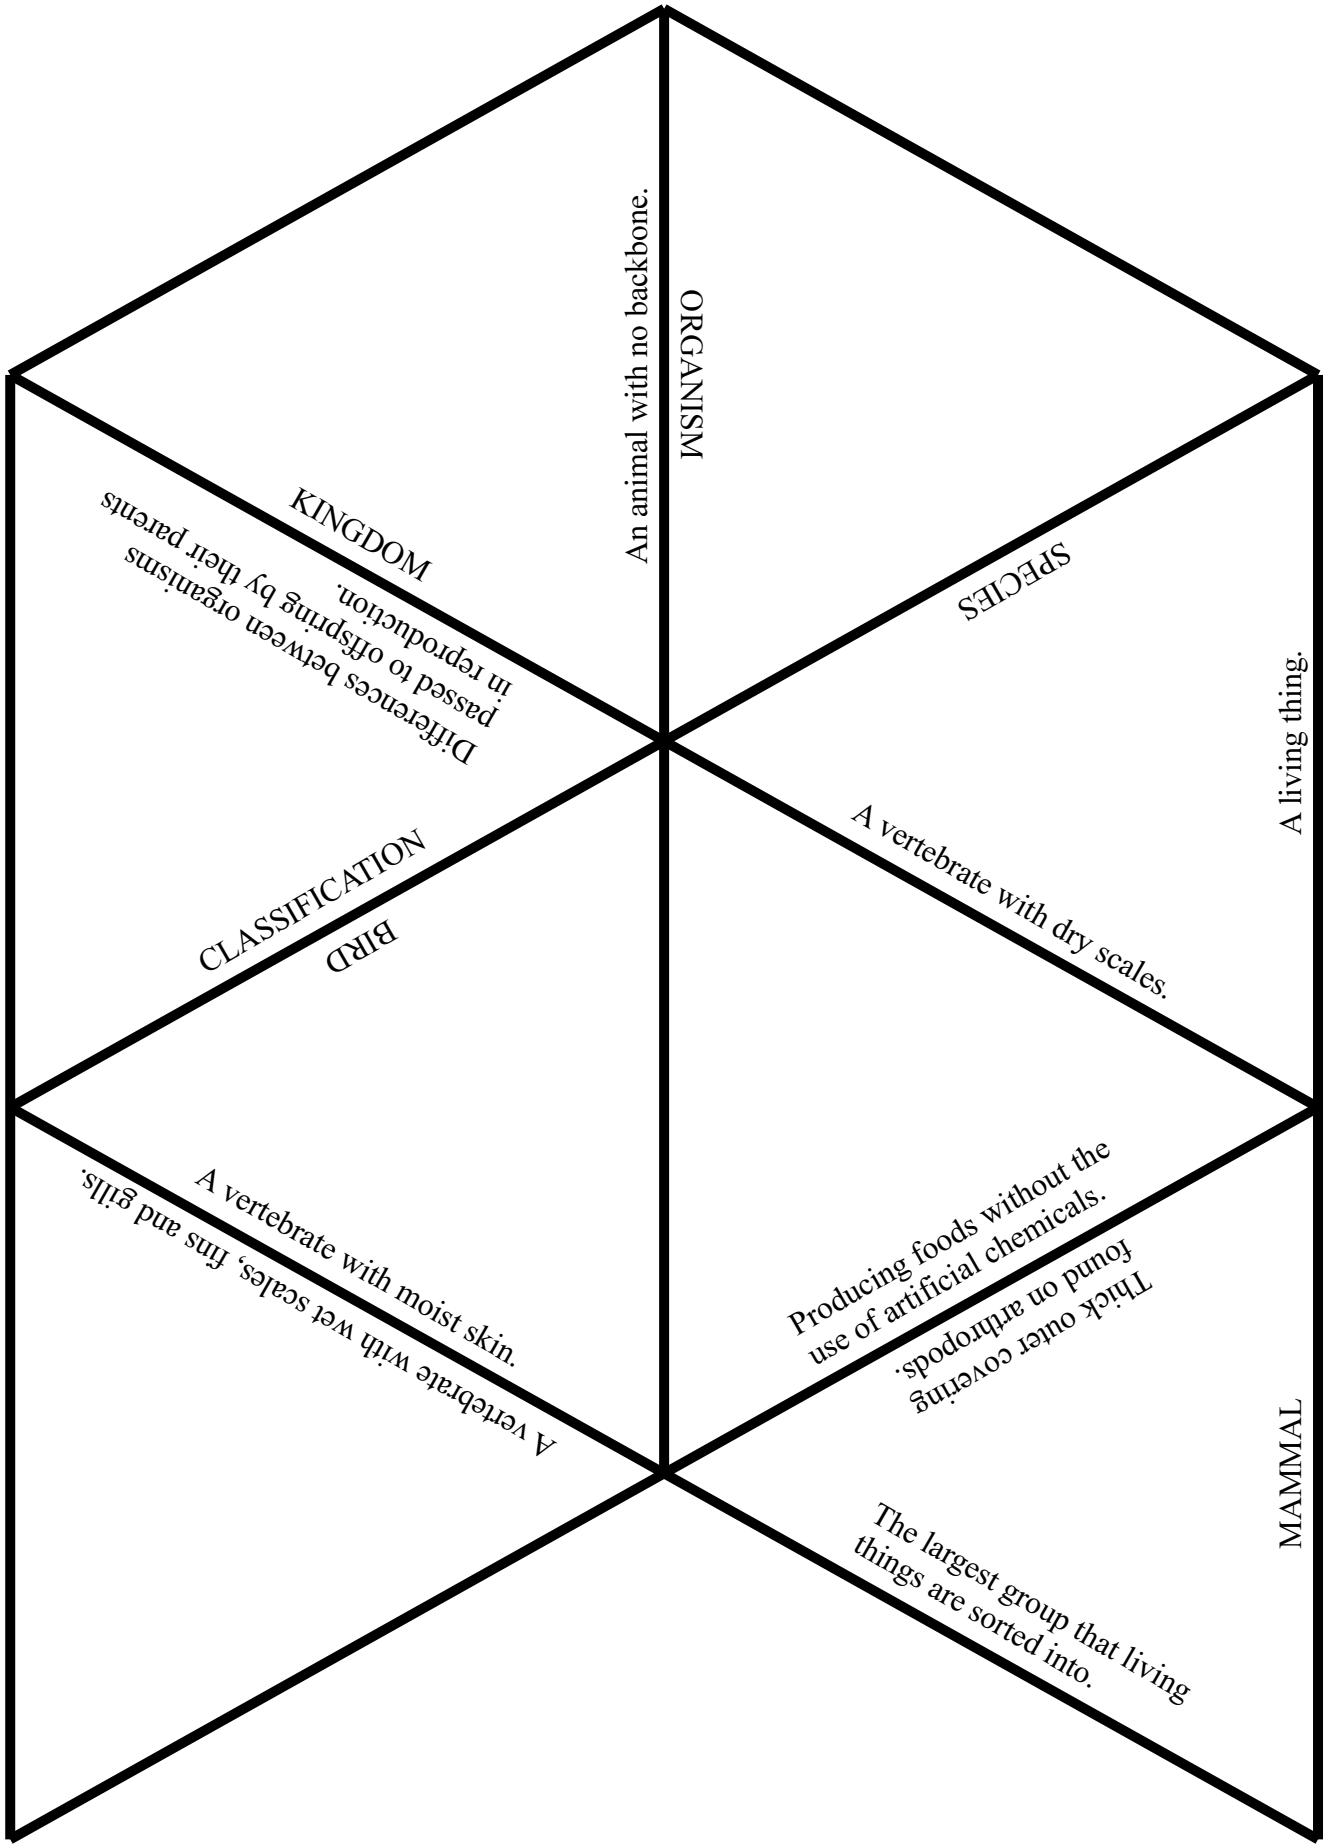 An animal with no backbone.
ORGANISM
KINGDOM
Differences between organisms
passed to offspring by their parents
in reproduction.
SPECIES
A living thing.
A vertebrate with dry scales.
CLASSIFICATION
BIRD
A vertebrate with moist skin.
A vertebrate with wet scales, fins and gills.
Producing foods without the
use of artificial chemicals.
Thick outer covering
found on arthropods.
MAMMAL
The largest group that living
things are sorted into.